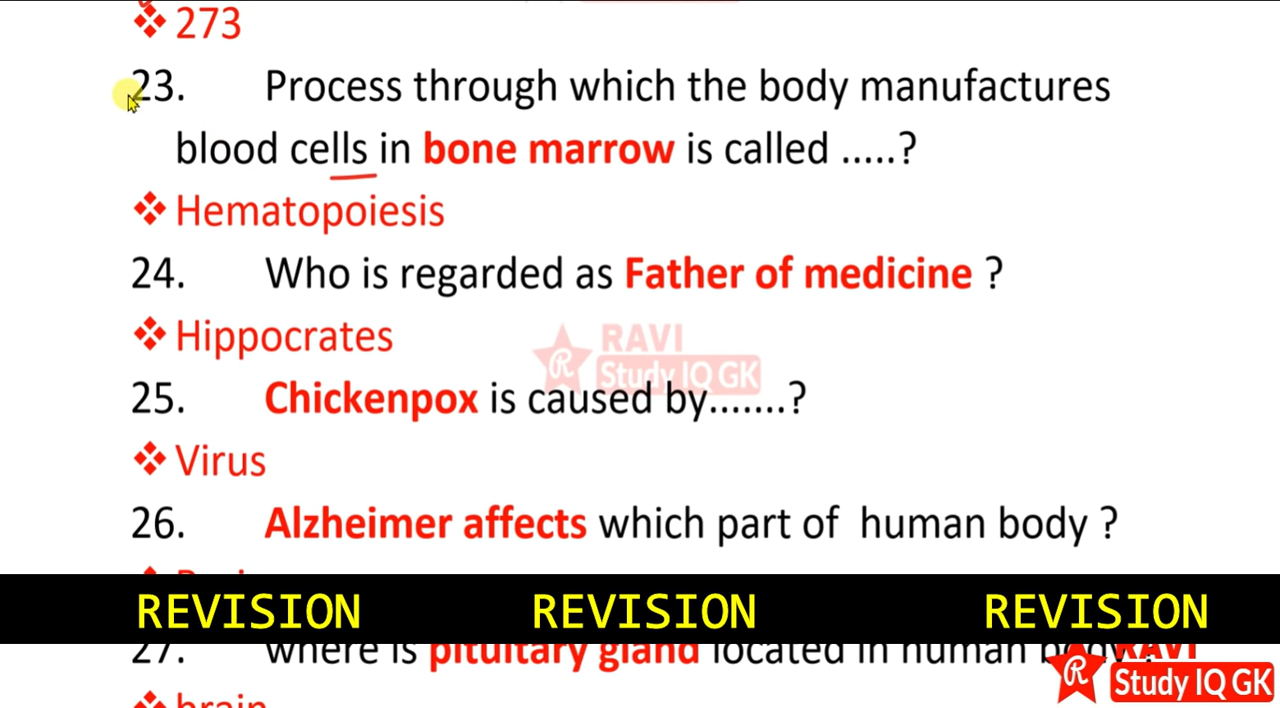 ❖ 273
23. Process through which the body manufactures
blood cells in bone marrow is called .....?
❖ Hematopoiesis
24. Who is regarded as Father of medicine ?
❖ Hippocrates
RAVI
Study IQ GK
25. Chickenpox is caused by.......?
❖ Virus
26. Alzheimer affects which part of human body ?
REVISION REVISION REVISION
27. where is pituitary gland located in human body ?
❖ brain
RAVI
Study IQ GK